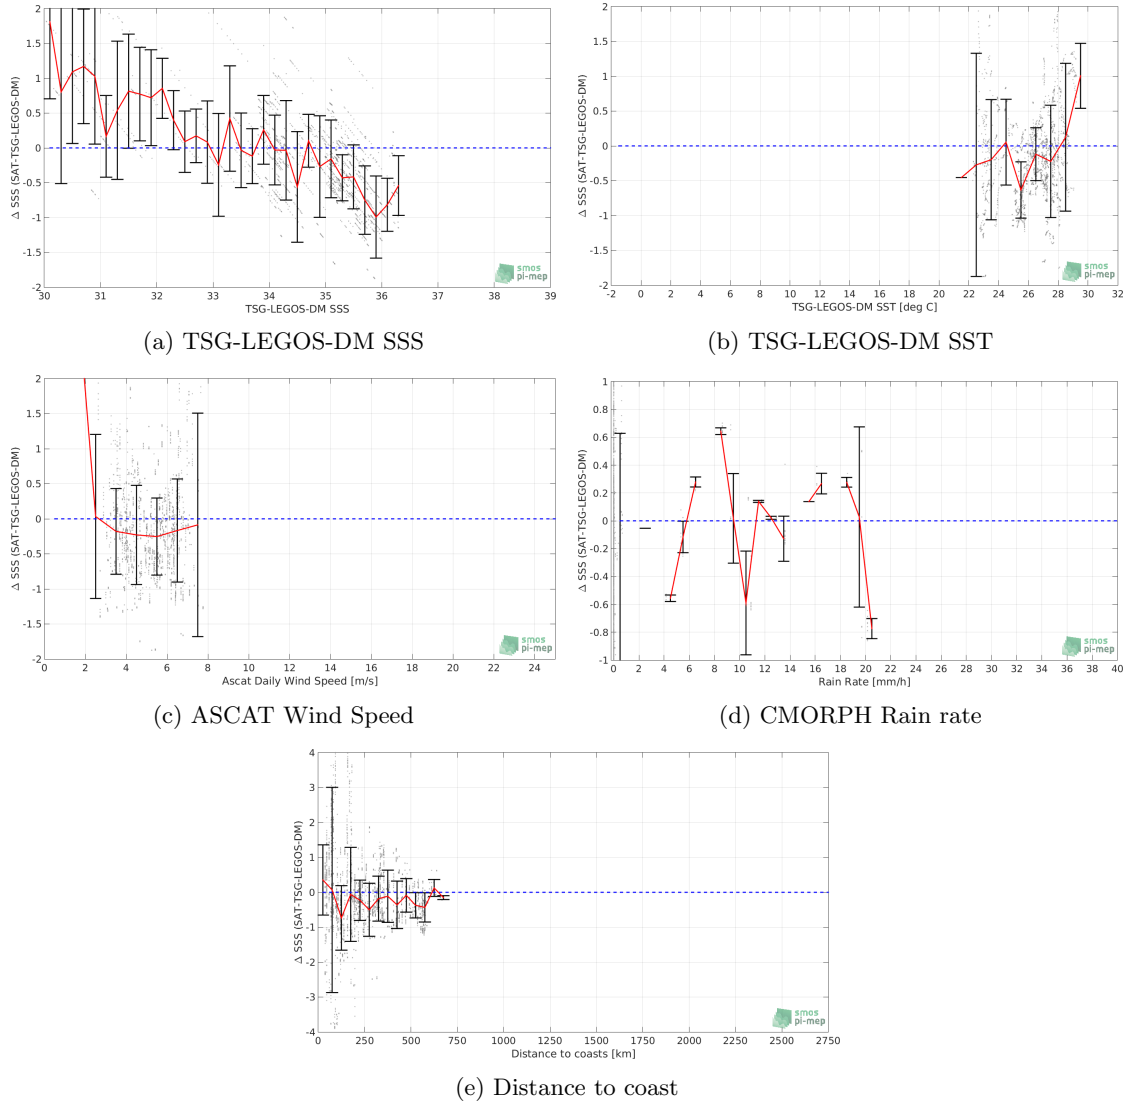 2
1.5
1
0.5
0
-0.5
-1
-1.5
-2
Δ SSS (SAT-TSG-LEGOS-DM)
30 31 32 33 34 35 36 37 38 39
TSG-LEGOS-DM SSS
smos
pi-mep
(a) TSG-LEGOS-DM SSS
2
1.5
1
0.5
0
-0.5
-1
-1.5
-2
Δ SSS (SAT-TSG-LEGOS-DM)
-2 0 2 4 6 8 10 12 14 16 18 20 22 24 26 28 30 32
TSG-LEGOS-DM SST [deg C]
smos
pi-mep
(b) TSG-LEGOS-DM SST
2
1.5
1
0.5
0
-0.5
-1
-1.5
-2
Δ SSS (SAT-TSG-LEGOS-DM)
0 2 4 6 8 10 12 14 16 18 20 22 24
Ascat Daily Wind Speed [m/s]
smos
pi-mep
(c) ASCAT Wind Speed
1
0.8
0.6
0.4
0.2
0
-0.2
-0.4
-0.6
-0.8
-1
Δ SSS (SAT-TSG-LEGOS-DM)
0 2 4 6 8 10 12 14 16 18 20 22 24 26 28 30 32 34 36 38 40
Rain Rate [mm/h]
smos
pi-mep
(d) CMORPH Rain rate
4
3
2
1
0
-1
-2
-3
-4
Δ SSS (SAT-TSG-LEGOS-DM)
0 250 500 750 1000 1250 1500 1750 2000 2250 2500 2750
Distance to coasts [km]
smos
pi-mep
(e) Distance to coast